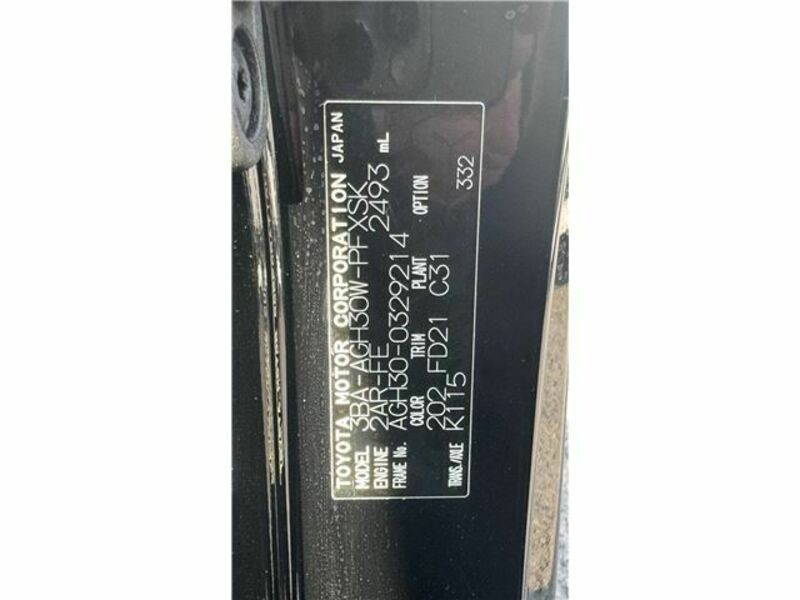 TOYOTA MOTOR CORPORATION JAPAN
MODEL 3BA-AGH30W-PFXSK
ENGINE 2AR-FE 2493 mL
FRAME No. AGH30-0329214
COLOR TRIM PLANT OPTION
202 FD21 C31
TRANS./AXLE K115 332